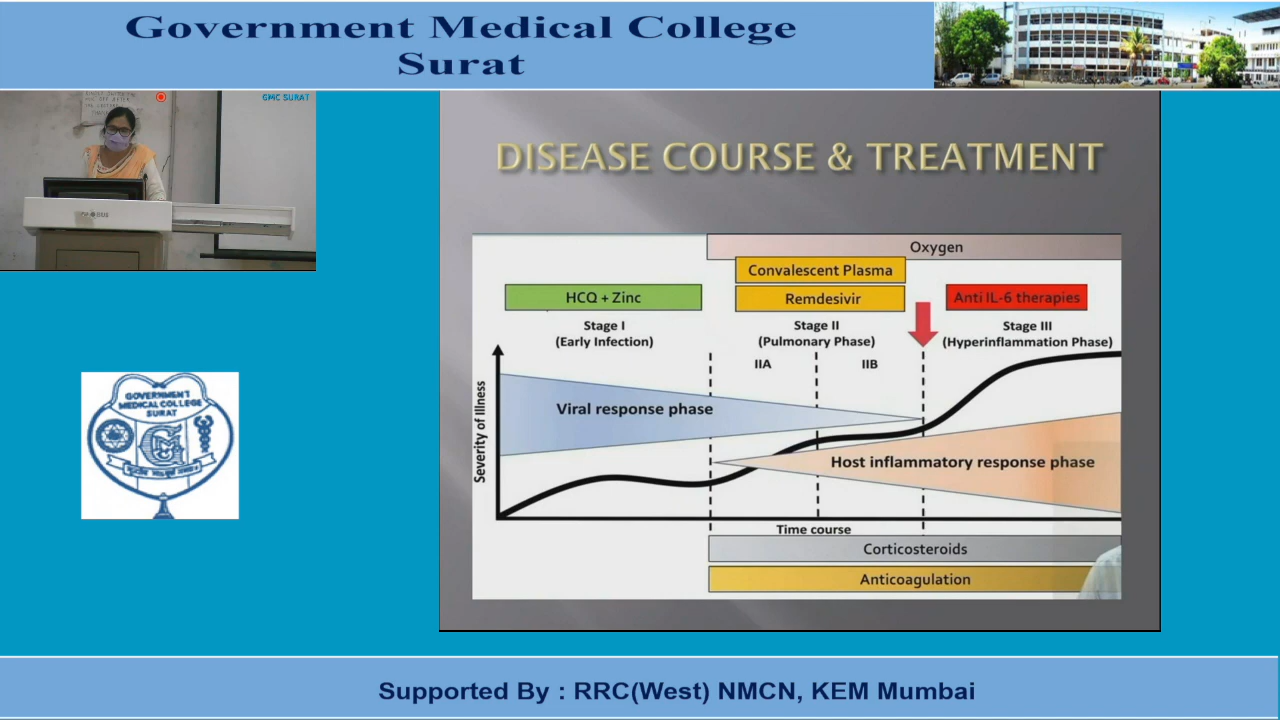 Government Medical College
Surat
GMC SURAT
DISEASE COURSE & TREATMENT
Oxygen
Convalescent Plasma
HCQ + Zinc
Remdesivir
Anti IL-6 therapies
Stage I
(Early Infection)
Stage II
(Pulmonary Phase)
Stage III
(Hyperinflammation Phase)
IIA
IIB
Severity of Illness
Viral response phase
Host inflammatory response phase
Time course
Corticosteroids
Anticoagulation
GOVERNMENT
MEDICAL COLLEGE
SURAT
Supported By : RRC(West) NMCN, KEM Mumbai